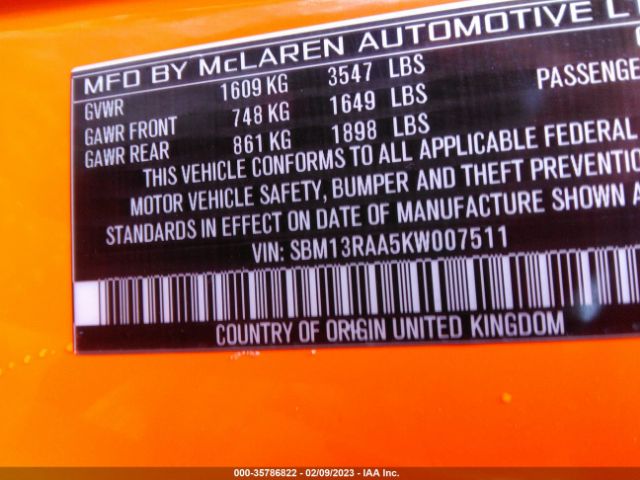 MFD BY McLAREN AUTOMOTIVE
GVWR 1609 KG 3547 LBS PASSENGE
GAWR FRONT 748 KG 1649 LBS
GAWR REAR 861 KG 1898 LBS
THIS VEHICLE CONFORMS TO ALL APPLICABLE FEDERAL
MOTOR VEHICLE SAFETY, BUMPER AND THEFT PREVENTIO
STANDARDS IN EFFECT ON DATE OF MANUFACTURE SHOWN A
VIN: SBM13RAA5KW007511
COUNTRY OF ORIGIN UNITED KINGDOM
000-35786822 - 02/09/2023 - IAA Inc.